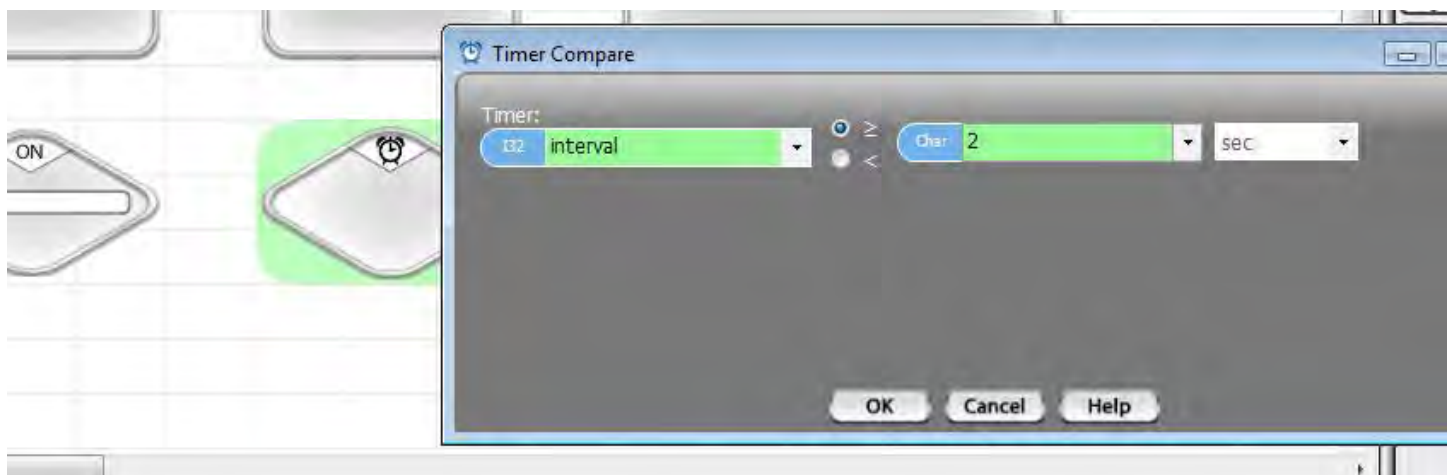 Timer Compare
ON
Timer:
I32 interval ≥ Char 2 sec
<
OK Cancel Help